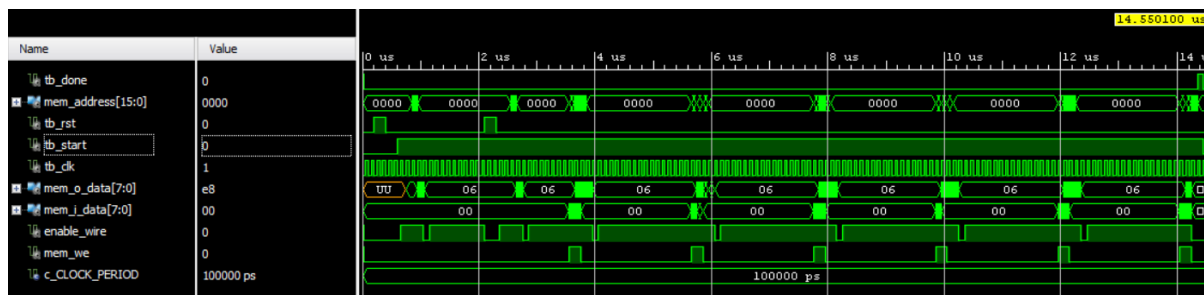 14.550100 us
Name Value
0 us 2 us 4 us 6 us 8 us 10 us 12 us 14
tb_done 0
mem_address[15:0] 0000 0000 0000 0000 0000 0000 0000 0000 0000
tb_rst 0
tb_start 0
tb_clk 1
mem_o_data[7:0] e8 UU 06 06 06 06 06 06 06
mem_i_data[7:0] 00 00 00 00 00 00 00
enable_wire 0
mem_we 0
c_CLOCK_PERIOD 100000 ps 100000 ps